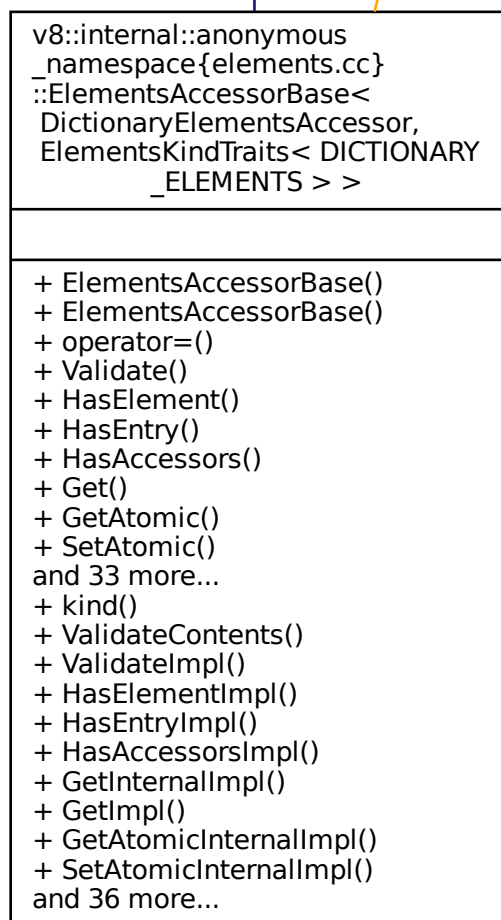 v8::internal::anonymous
_namespace{elements.cc}
::ElementsAccessorBase<
DictionaryElementsAccessor,
ElementsKindTraits< DICTIONARY
_ELEMENTS > >
+ ElementsAccessorBase()
+ ElementsAccessorBase()
+ operator=()
+ Validate()
+ HasElement()
+ HasEntry()
+ HasAccessors()
+ Get()
+ GetAtomic()
+ SetAtomic()
and 33 more...
+ kind()
+ ValidateContents()
+ ValidateImpl()
+ HasElementImpl()
+ HasEntryImpl()
+ HasAccessorsImpl()
+ GetInternalImpl()
+ GetImpl()
+ GetAtomicInternalImpl()
+ SetAtomicInternalImpl()
and 36 more...